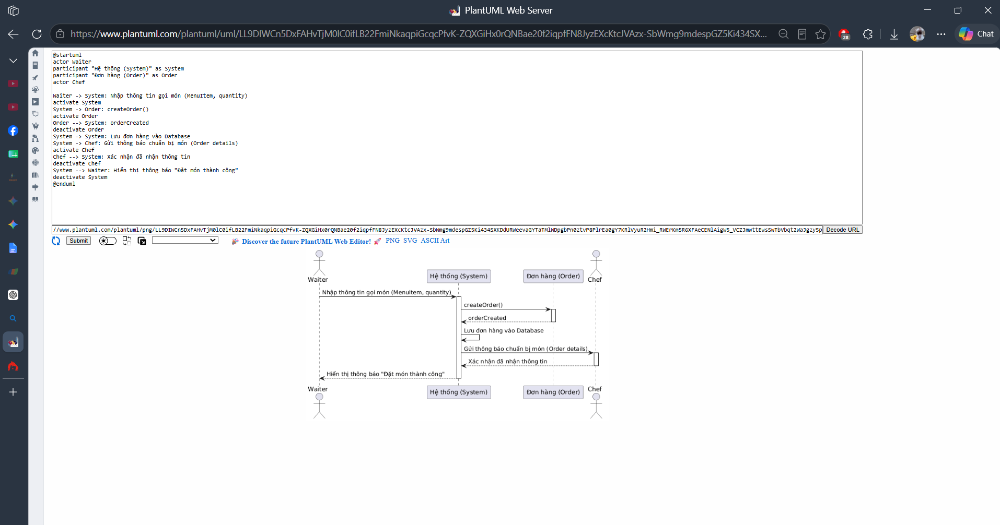 PlantUML Web Server
https://www.plantuml.com/plantuml/uml/LL9DIWCn5DxFAHvTjM0lC0ifLB22FmiNkaqpiGcqcPfvK-ZQXGiHx0rQNBae20f2iqpfFN8JyzEXcKtcJVAzx-SbWmg9mdespGZ5Ki434SX...
28
Chat
@startuml
actor Waiter
participant "Hệ thống (System)" as System
participant "Đơn hàng (Order)" as Order
actor Chef
Waiter -> System: Nhập thông tin gọi món (MenuItem, quantity)
activate System
System -> Order: createOrder()
activate Order
Order --> System: orderCreated
deactivate Order
System -> System: Lưu đơn hàng vào Database
System -> Chef: Gửi thông báo chuẩn bị món (Order details)
activate Chef
Chef --> System: Xác nhận đã nhận thông tin
deactivate Chef
System --> Waiter: Hiển thị thông báo "Đặt món thành công"
deactivate System
@enduml
//www.plantuml.com/plantuml/png/LL9DIWCn5DxFAHvTjM0lC0ifLB22FmiNkaqpiGcqcPfvK-ZQXGiHx0rQNBae20f2iqpfFN8JyzEXcKtcJVAzx-SbWmg9mdespGZ5Ki434SXKDdURWeevaGYTaTMlWDpgbPn0ztvP8PlrEa0gY7KRlVyuR2Hmi_RWErKm5R6XFAeCENlAigW5_VCZJmwttEwsSwTbVbqt2WaJgzy5p Decode URL
Submit Discover the future PlantUML Web Editor! PNG SVG ASCII Art
Waiter Hệ thống (System) Đơn hàng (Order) Chef
Nhập thông tin gọi món (MenuItem, quantity)
createOrder()
orderCreated
Lưu đơn hàng vào Database
Gửi thông báo chuẩn bị món (Order details)
Xác nhận đã nhận thông tin
Hiển thị thông báo "Đặt món thành công"
Waiter Hệ thống (System) Đơn hàng (Order) Chef